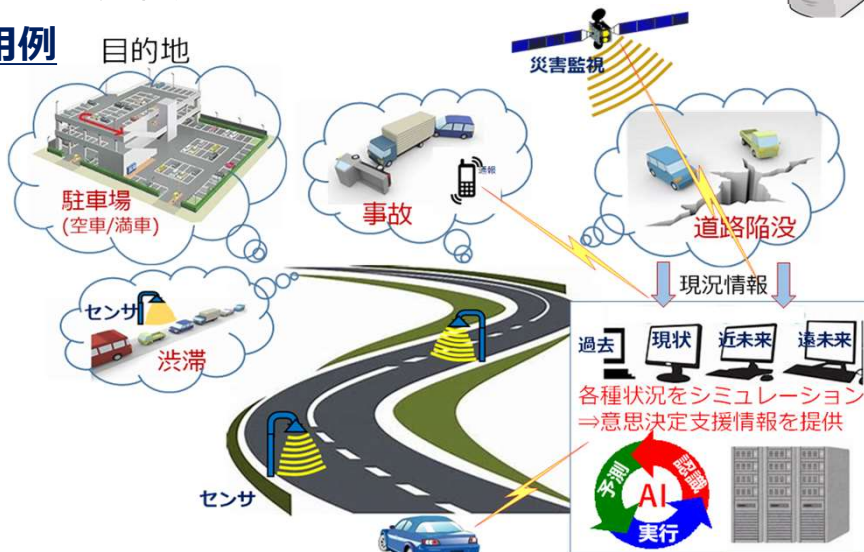 用例
目的地
災害監視
駐車場
(空車/満車)
事故
通報
道路陥没
現況情報
センサ
渋滞
過去
現状
近未来
遠未来
各種状況をシミュレーション
⇒意思決定支援情報を提供
センサ
予測
認識
AI
実行